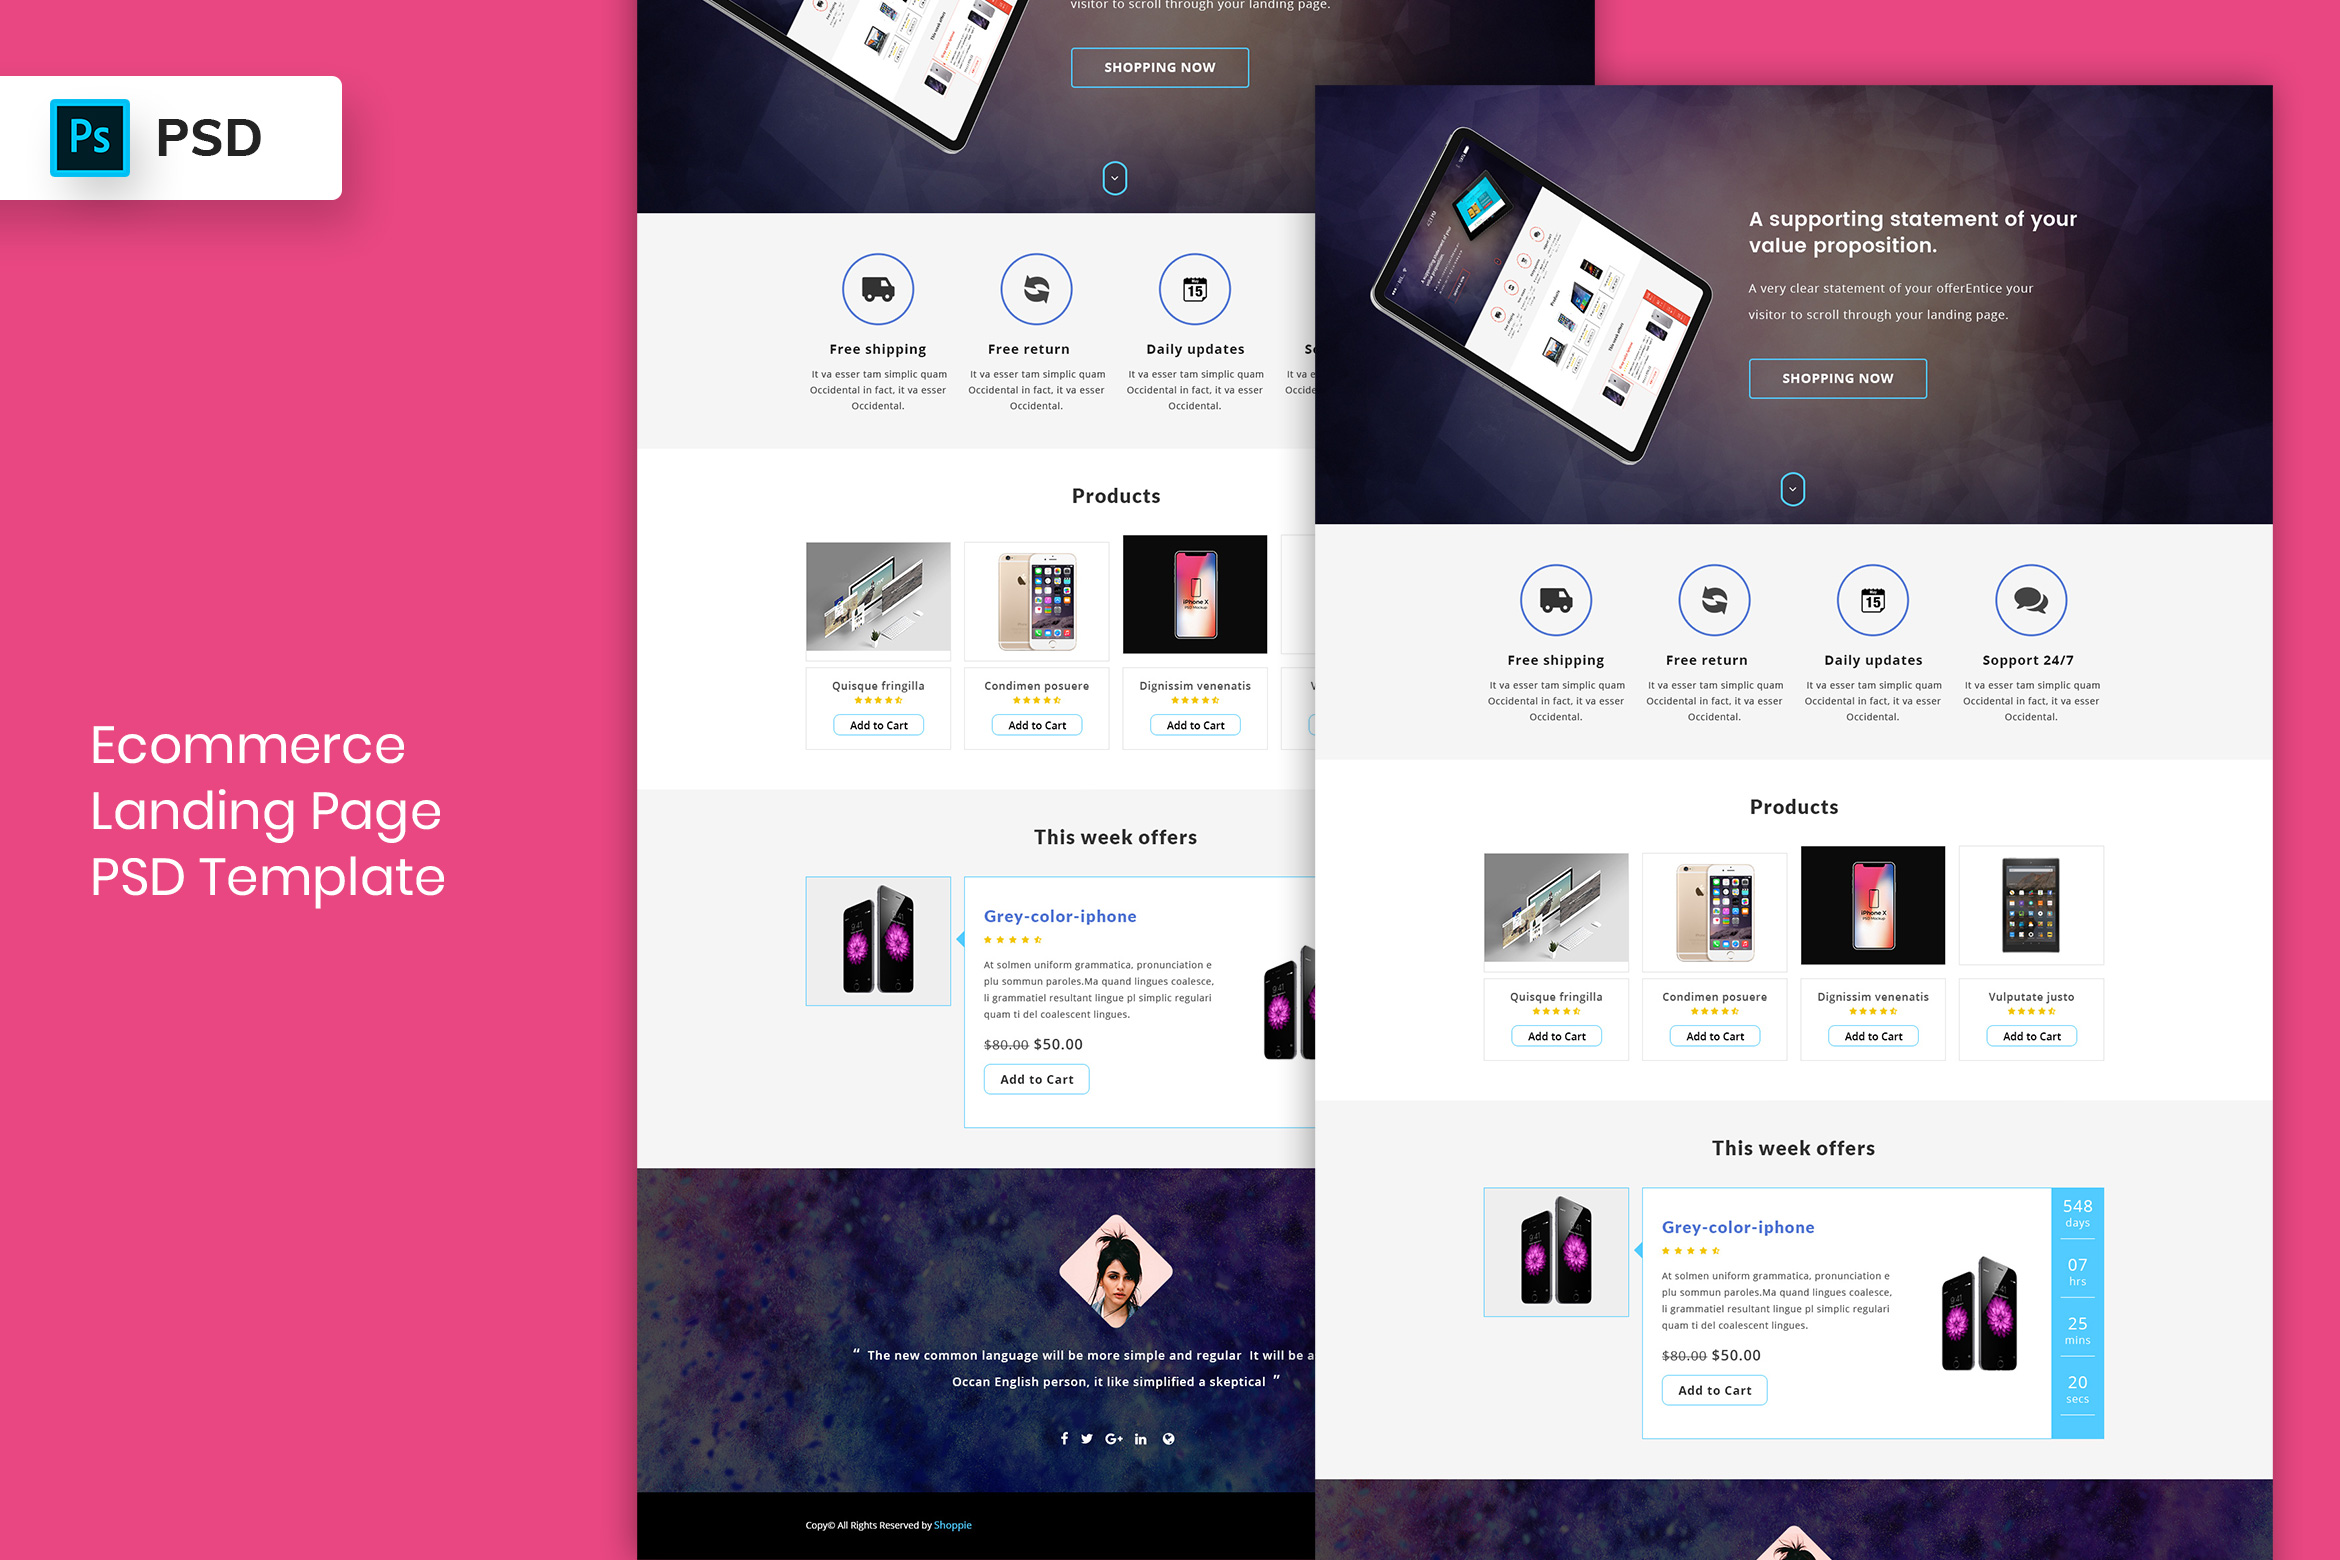 Ps PSD
Ecommerce
Landing Page
PSD Template
visitor to scroll through your landing page.
SHOPPING NOW
Free shipping
It va esser tam simplic quam
Occidental in fact, it va esser
Occidental.
Free return
It va esser tam simplic quam
Occidental in fact, it va esser
Occidental.
15
Daily updates
It va esser tam simplic quam
Occidental in fact, it va esser
Occidental.
Products
iPhone X
PSD Mockup
Quisque fringilla
Add to Cart
Condimen posuere
Add to Cart
Dignissim venenatis
Add to Cart
This week offers
Grey-color-iphone
At solmen uniform grammatica, pronunciation e
plu sommun paroles.Ma quand lingues coalesce,
li grammatiel resultant lingue pl simplic regulari
quam ti del coalescent lingues.
$80.00 $50.00
Add to Cart
“ The new common language will be more simple and regular It will be a
Occan English person, it like simplified a skeptical ”
Copy© All Rights Reserved by Shoppie
A supporting statement of your
value proposition.
A very clear statement of your offerEntice your
visitor to scroll through your landing page.
SHOPPING NOW
Free shipping
It va esser tam simplic quam
Occidental in fact, it va esser
Occidental.
Free return
It va esser tam simplic quam
Occidental in fact, it va esser
Occidental.
15
Daily updates
It va esser tam simplic quam
Occidental in fact, it va esser
Occidental.
Sopport 24/7
It va esser tam simplic quam
Occidental in fact, it va esser
Occidental.
Products
iPhone X
PSD Mockup
Quisque fringilla
Add to Cart
Condimen posuere
Add to Cart
Dignissim venenatis
Add to Cart
Vulputate justo
Add to Cart
This week offers
Grey-color-iphone
At solmen uniform grammatica, pronunciation e
plu sommun paroles.Ma quand lingues coalesce,
li grammatiel resultant lingue pl simplic regulari
quam ti del coalescent lingues.
$80.00 $50.00
Add to Cart
548
days
07
hrs
25
mins
20
secs